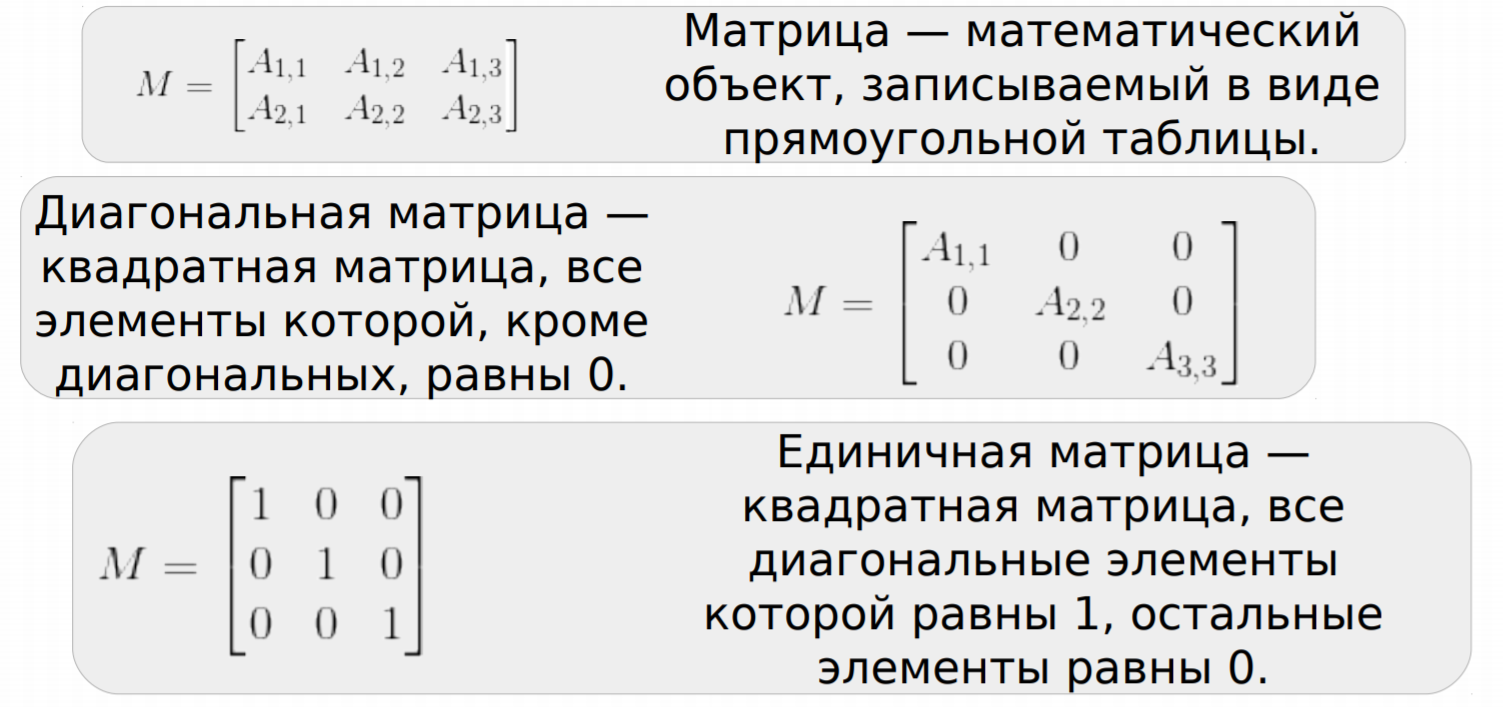 M = [A1,1 A1,2 A1,3
A2,1 A2,2 A2,3]
Матрица — математический
объект, записываемый в виде
прямоугольной таблицы.
Диагональная матрица —
квадратная матрица, все
элементы которой, кроме
диагональных, равны 0.
M = [A1,1 0 0
0 A2,2 0
0 0 A3,3]
M = [1 0 0
0 1 0
0 0 1]
Единичная матрица —
квадратная матрица, все
диагональные элементы
которой равны 1, остальные
элементы равны 0.